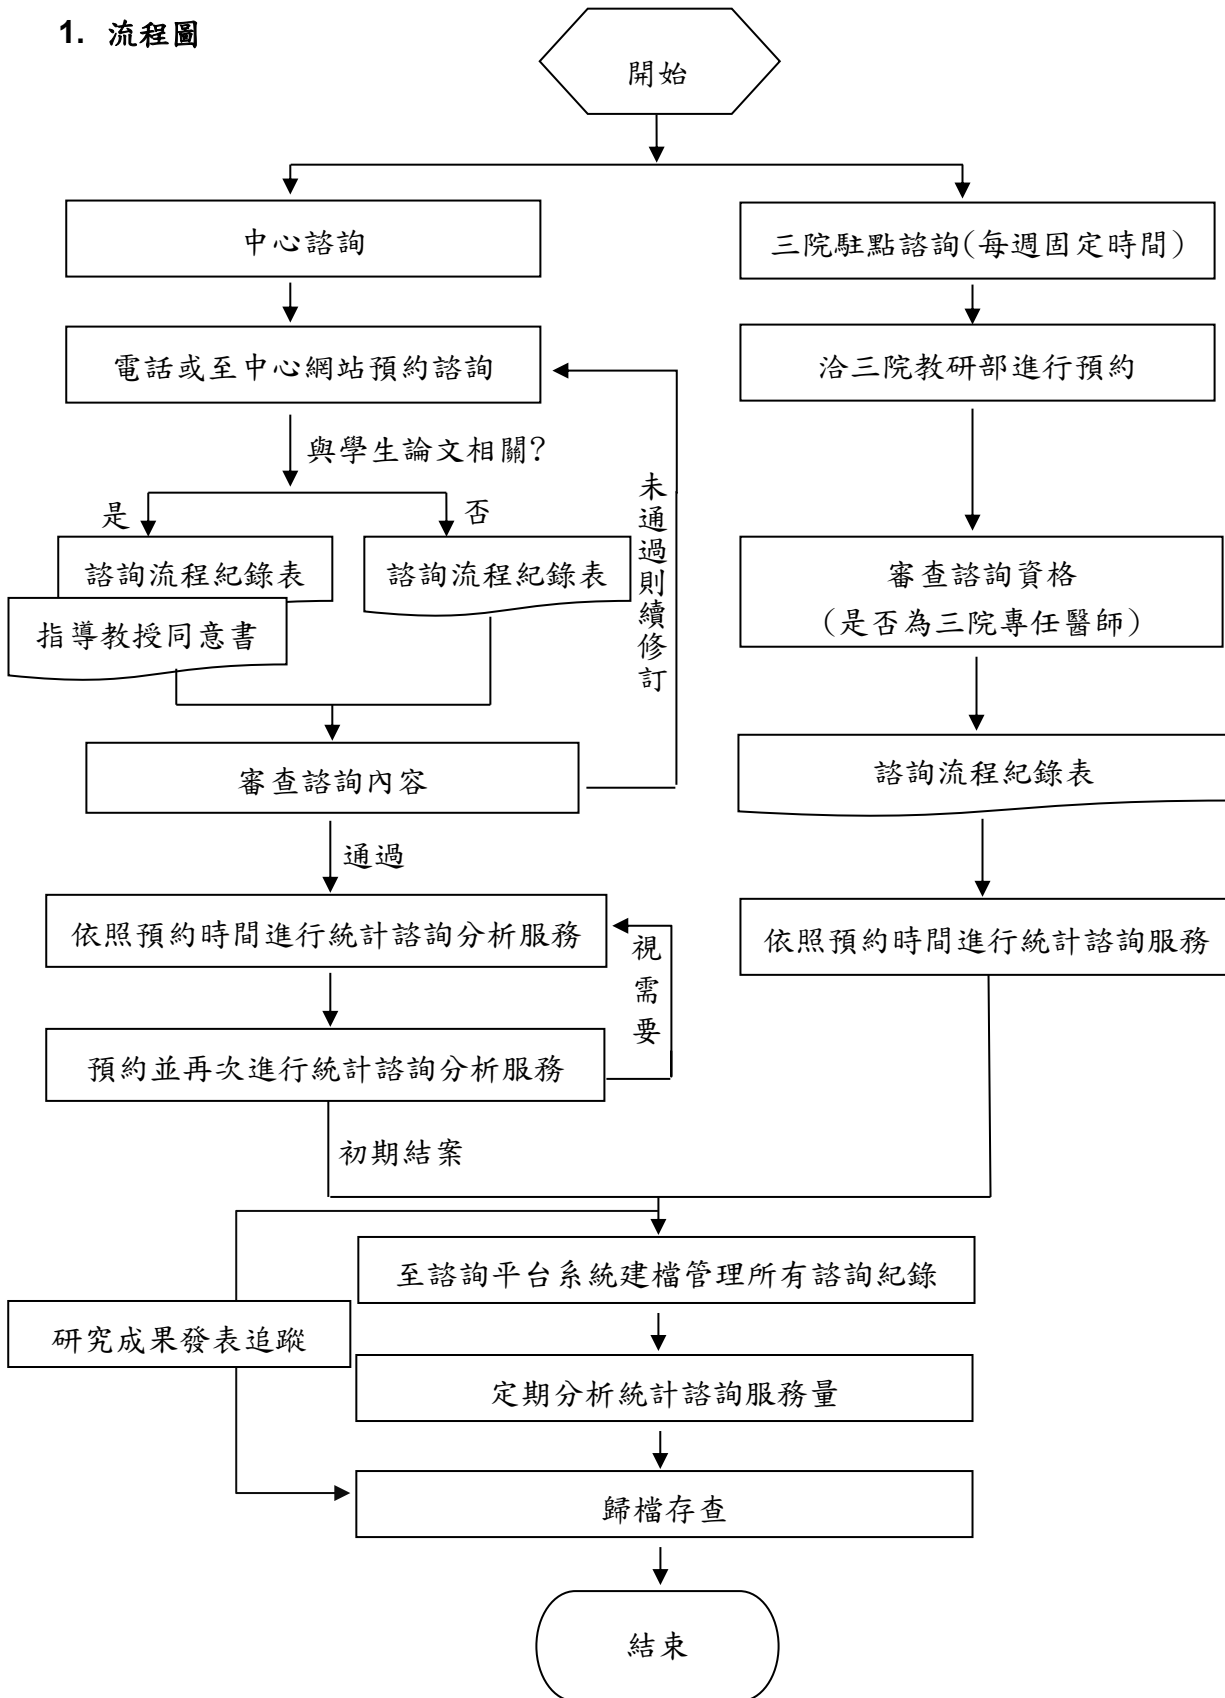 1. 流程圖
開始
中心諮詢
三院駐點諮詢(每週固定時間)
電話或至中心網站預約諮詢
洽三院教研部進行預約
與學生論文相關?
是
否
未通過則續修訂
諮詢流程紀錄表
諮詢流程紀錄表
指導教授同意書
審查諮詢資格
(是否為三院專任醫師)
審查諮詢內容
諮詢流程紀錄表
通過
依照預約時間進行統計諮詢分析服務
視需要
依照預約時間進行統計諮詢服務
預約並再次進行統計諮詢分析服務
初期結案
至諮詢平台系統建檔管理所有諮詢紀錄
研究成果發表追蹤
定期分析統計諮詢服務量
歸檔存查
結束